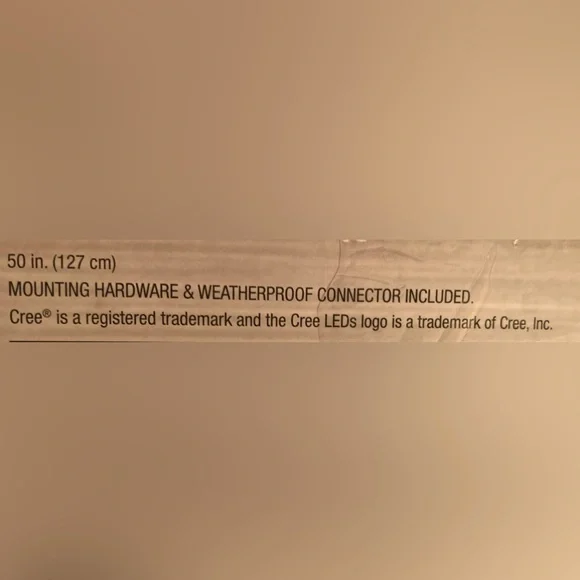 50 in. (127 cm)
MOUNTING HARDWARE & WEATHERPROOF CONNECTOR INCLUDED.
Cree® is a registered trademark and the Cree LEDs logo is a trademark of Cree, Inc.